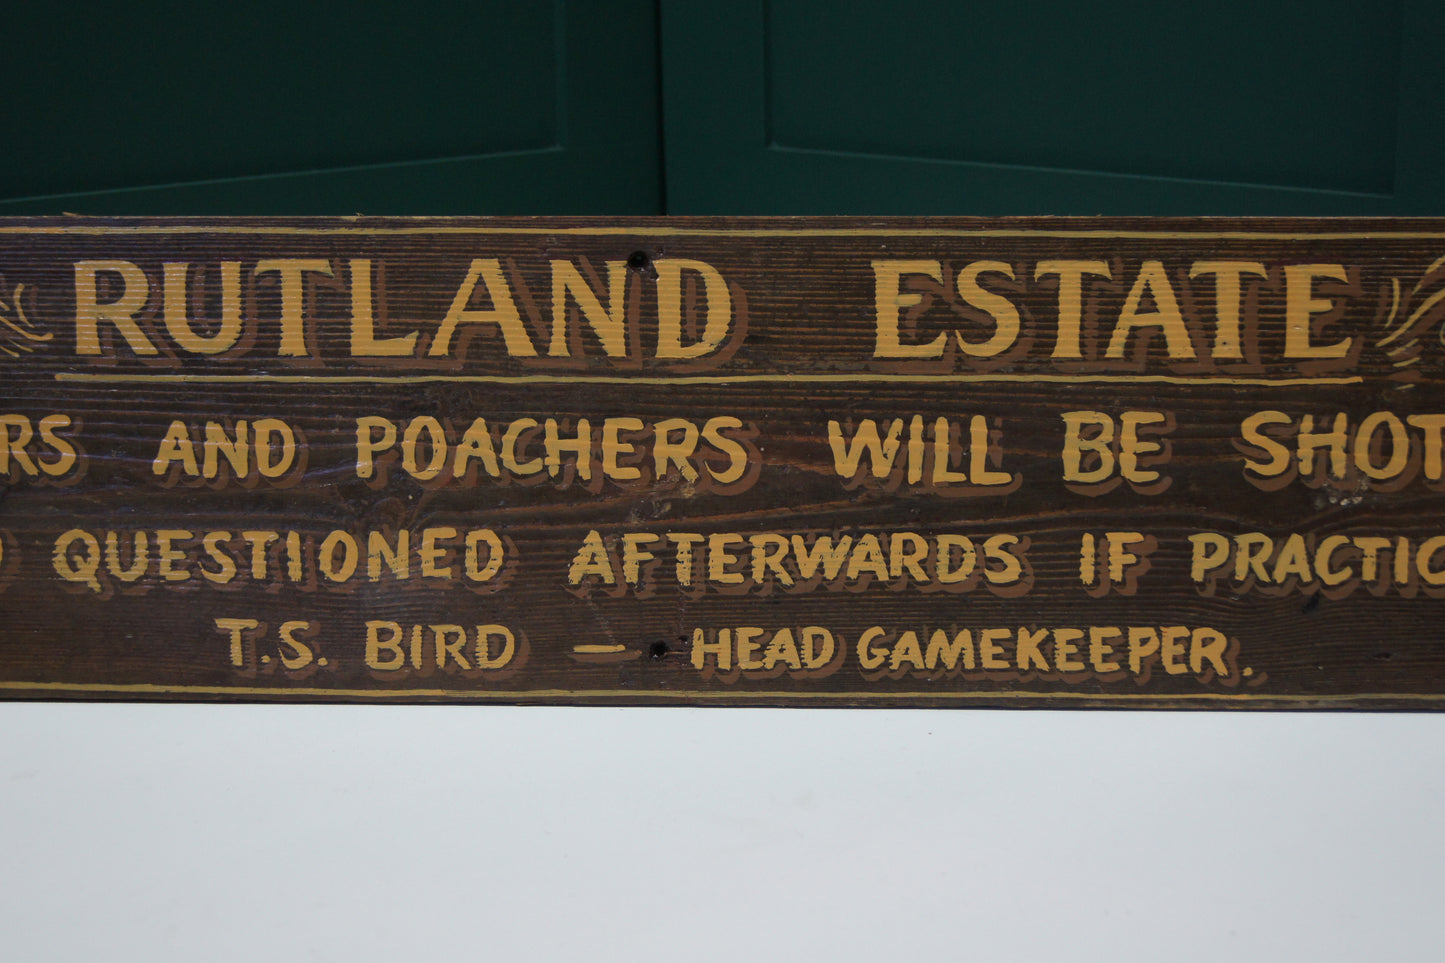 RUTLAND ESTATE
RS AND POACHERS WILL BE SHOT
QUESTIONED AFTERWARDS IF PRACTIC
T.S. BIRD — HEAD GAMEKEEPER.